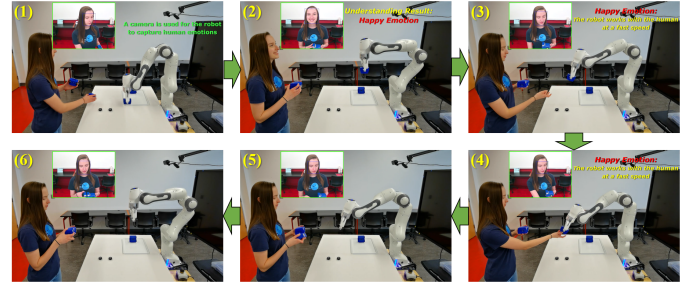 (1)
A camera is used for the robot
to capture human emotions
(2)
Understanding Result:
Happy Emotion
(3)
Happy Emotion:
The robot works with the human
at a fast speed
(6)
(5)
(4)
Happy Emotion:
The robot works with the human
at a fast speed